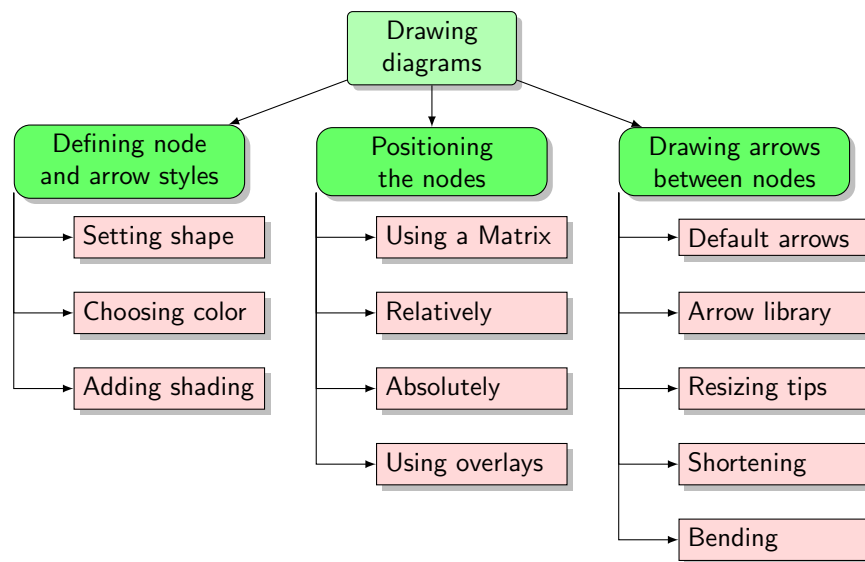 Drawing
diagrams
Defining node
and arrow styles
Setting shape
Choosing color
Adding shading
Positioning
the nodes
Using a Matrix
Relatively
Absolutely
Using overlays
Drawing arrows
between nodes
Default arrows
Arrow library
Resizing tips
Shortening
Bending